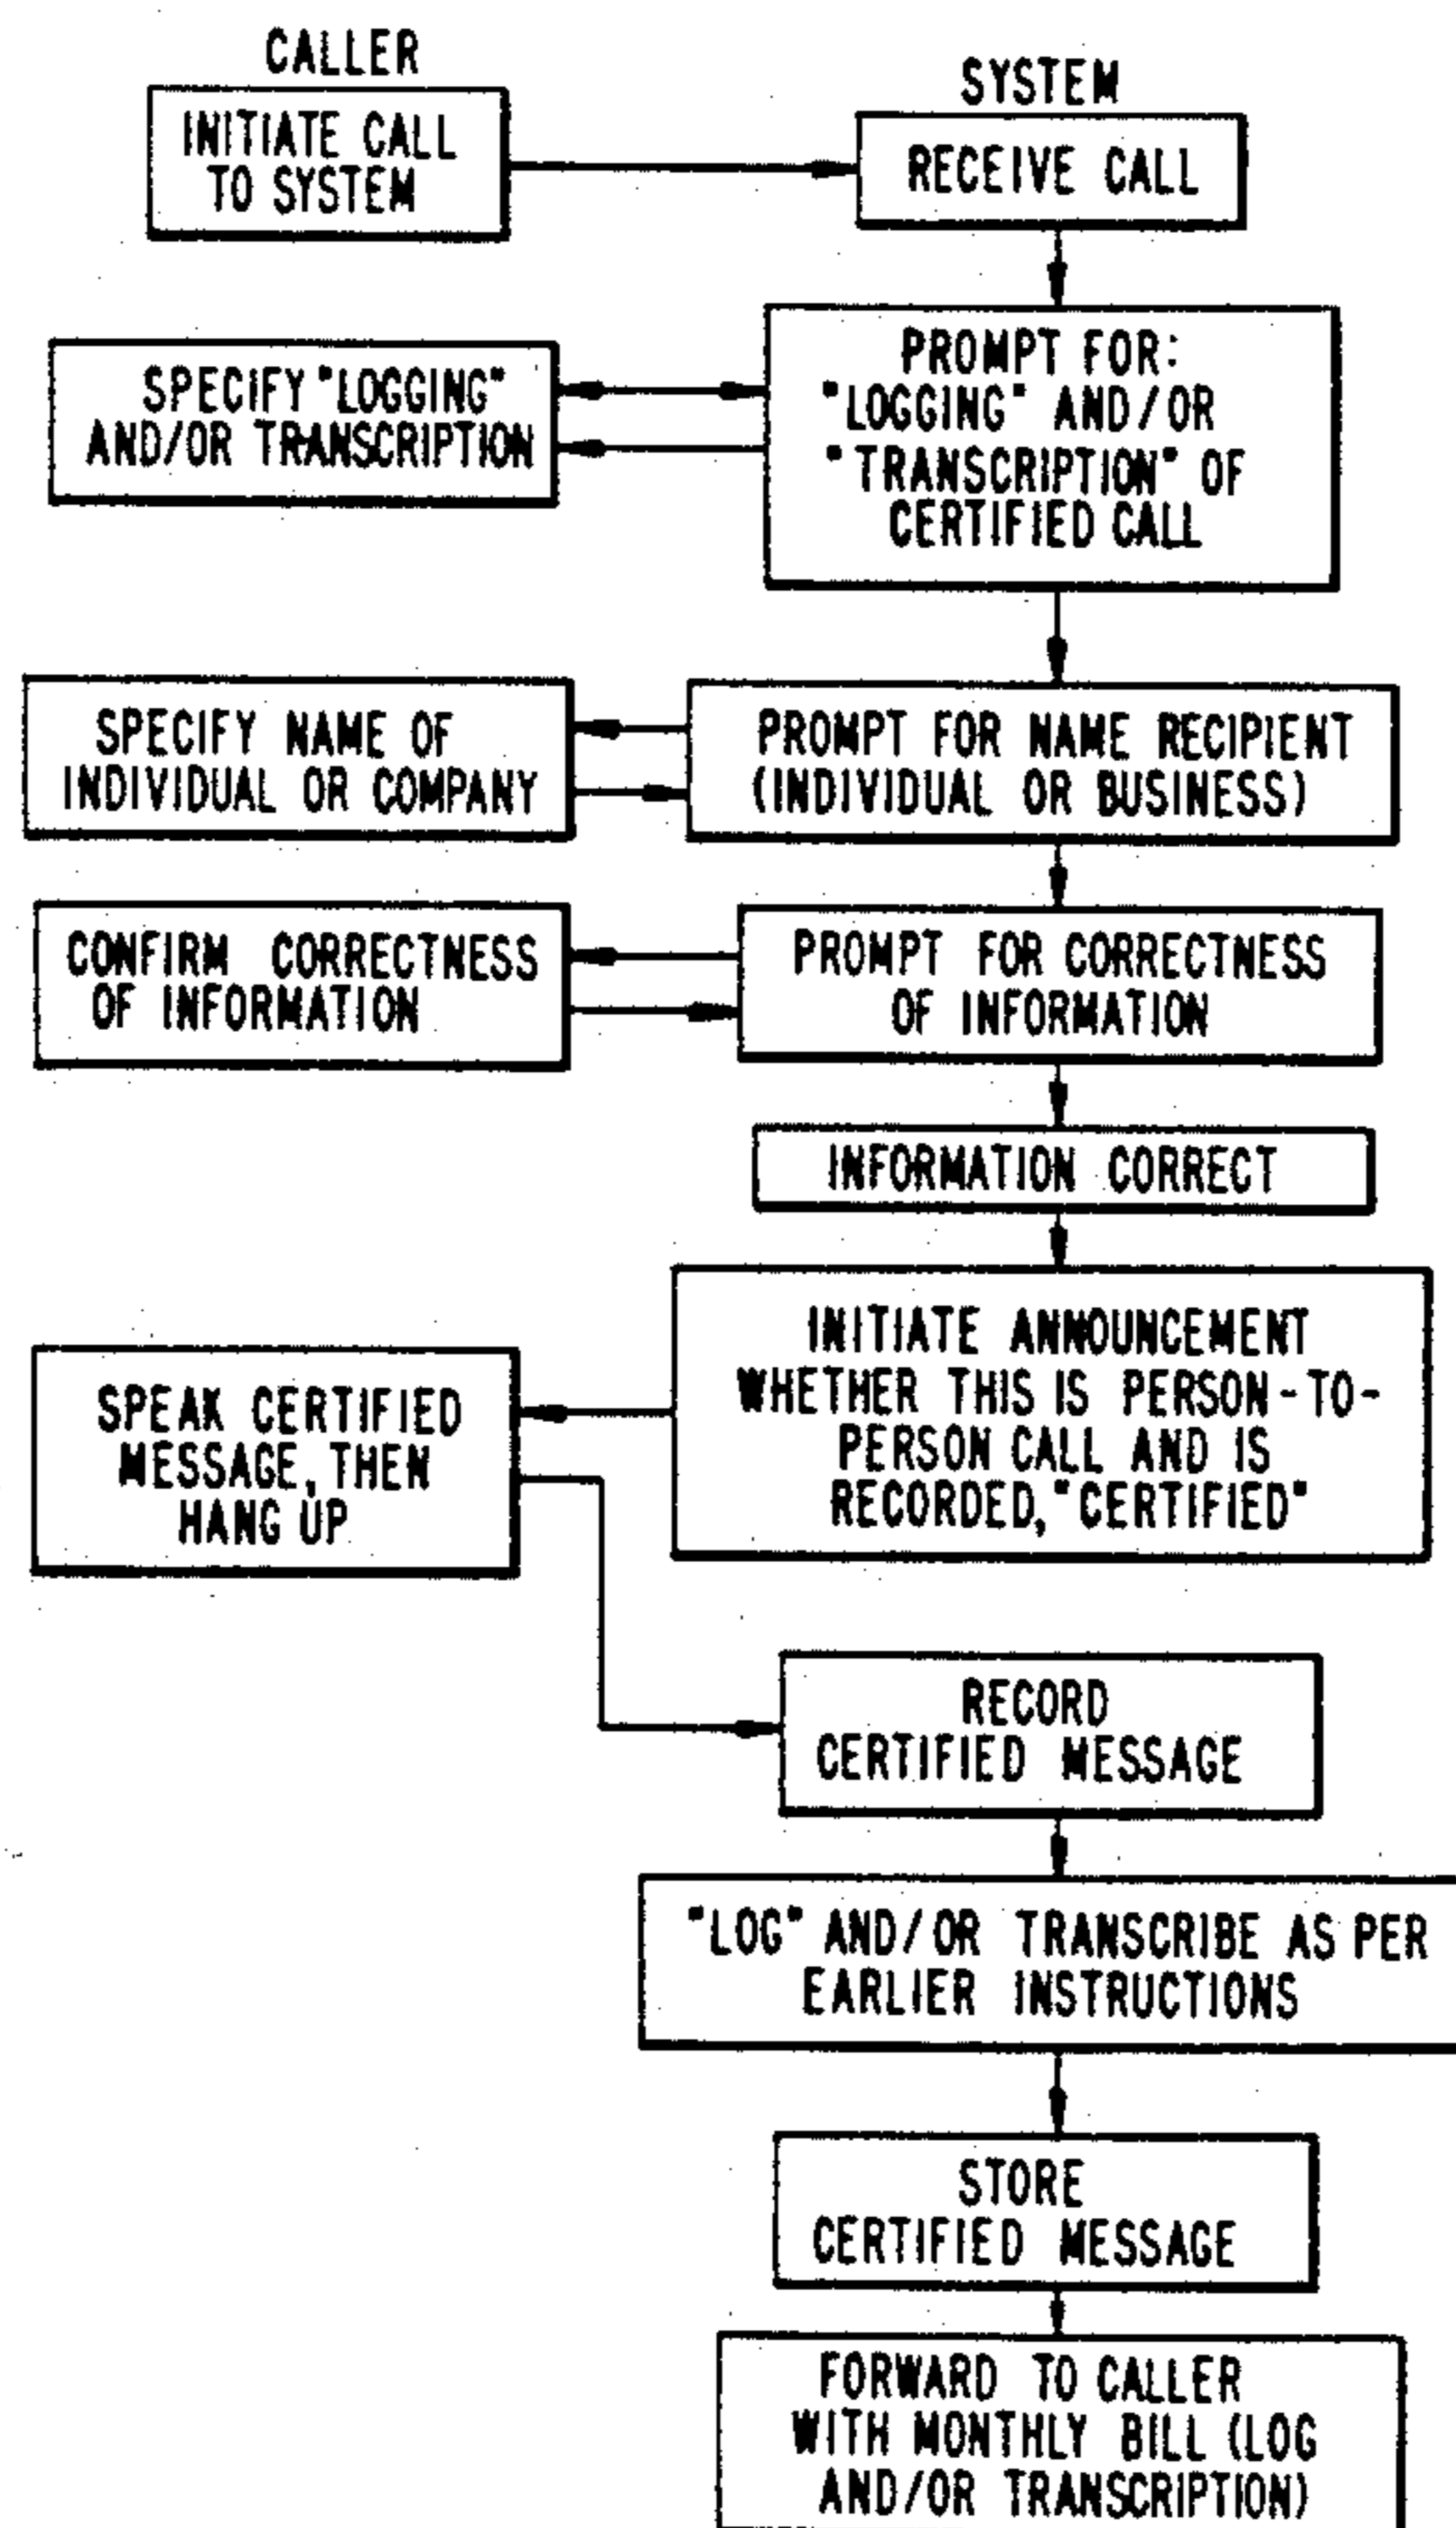 CALLER
INITIATE CALL
TO SYSTEM
SYSTEM
RECEIVE CALL
SPECIFY "LOGGING"
AND/OR TRANSCRIPTION
PROMPT FOR:
"LOGGING" AND/OR
"TRANSCRIPTION" OF
CERTIFIED CALL
SPECIFY NAME OF
INDIVIDUAL OR COMPANY
PROMPT FOR NAME RECIPIENT
(INDIVIDUAL OR BUSINESS)
CONFIRM CORRECTNESS
OF INFORMATION
PROMPT FOR CORRECTNESS
OF INFORMATION
INFORMATION CORRECT
INITIATE ANNOUNCEMENT
WHETHER THIS IS PERSON-TO-
PERSON CALL AND IS
RECORDED, "CERTIFIED"
SPEAK CERTIFIED
MESSAGE, THEN
HANG UP
RECORD
CERTIFIED MESSAGE
"LOG" AND/OR TRANSCRIBE AS PER
EARLIER INSTRUCTIONS
STORE
CERTIFIED MESSAGE
FORWARD TO CALLER
WITH MONTHLY BILL (LOG
AND/OR TRANSCRIPTION)